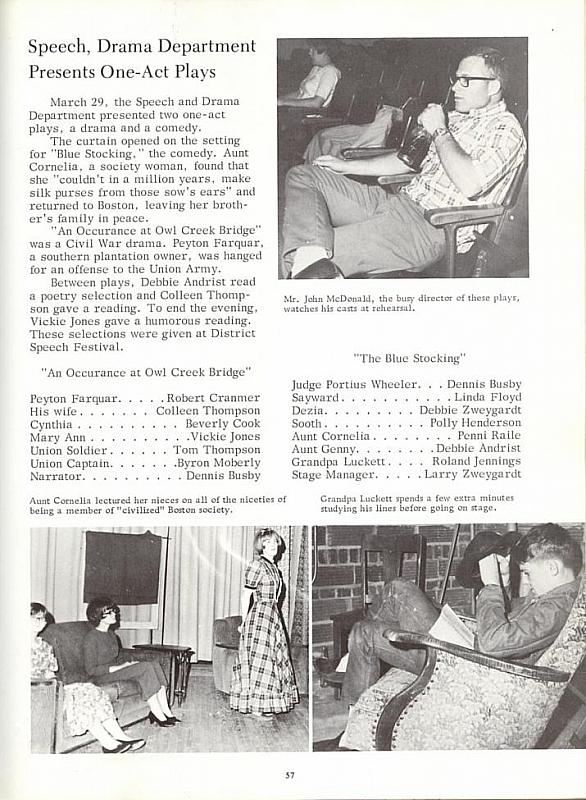 Speech, Drama Department
Presents One-Act Plays
March 29, the Speech and Drama
Department presented two one-act
plays, a drama and a comedy.
The curtain opened on the setting
for "Blue Stocking," the comedy. Aunt
Cornelia, a society woman, found that
she "couldn't in a million years, make
silk purses from those sow's ears" and
returned to Boston, leaving her broth-
er's family in peace.
"An Occurance at Owl Creek Bridge"
was a Civil War drama. Peyton Farquar,
a southern plantation owner, was hanged
for an offense to the Union Army.
Between plays, Debbie Andrist read
a poetry selection and Colleen Thomp-
son gave a reading. To end the evening,
Vickie Jones gave a humorous reading.
These selections were given at District
Speech Festival.
Mr. John McDonald, the busy director of these plays,
watches his casts at rehearsal.
"An Occurance at Owl Creek Bridge"
Peyton Farquar. . . . .Robert Cranmer
His wife. . . . . . . Colleen Thompson
Cynthia . . . . . . . . . . Beverly Cook
Mary Ann . . . . . . . . . .Vickie Jones
Union Soldier. . . . . . Tom Thompson
Union Captain. . . . . . .Byron Moberly
Narrator. . . . . . . . . . Dennis Busby
"The Blue Stocking"
Judge Portius Wheeler. . . Dennis Busby
Sayward. . . . . . . . . . . Linda Floyd
Dezia. . . . . . . . . Debbie Zweygardt
Sooth . . . . . . . . . . Polly Henderson
Aunt Cornelia . . . . . . . . Penni Raile
Aunt Genny. . . . . . . .Debbie Andrist
Grandpa Luckett. . . . Roland Jennings
Stage Manager. . . . . Larry Zweygardt
Aunt Cornelia lectured her nieces on all of the niceties of
being a member of "civilized" Boston society.
Grandpa Luckett spends a few extra minutes
studying his lines before going on stage.
57